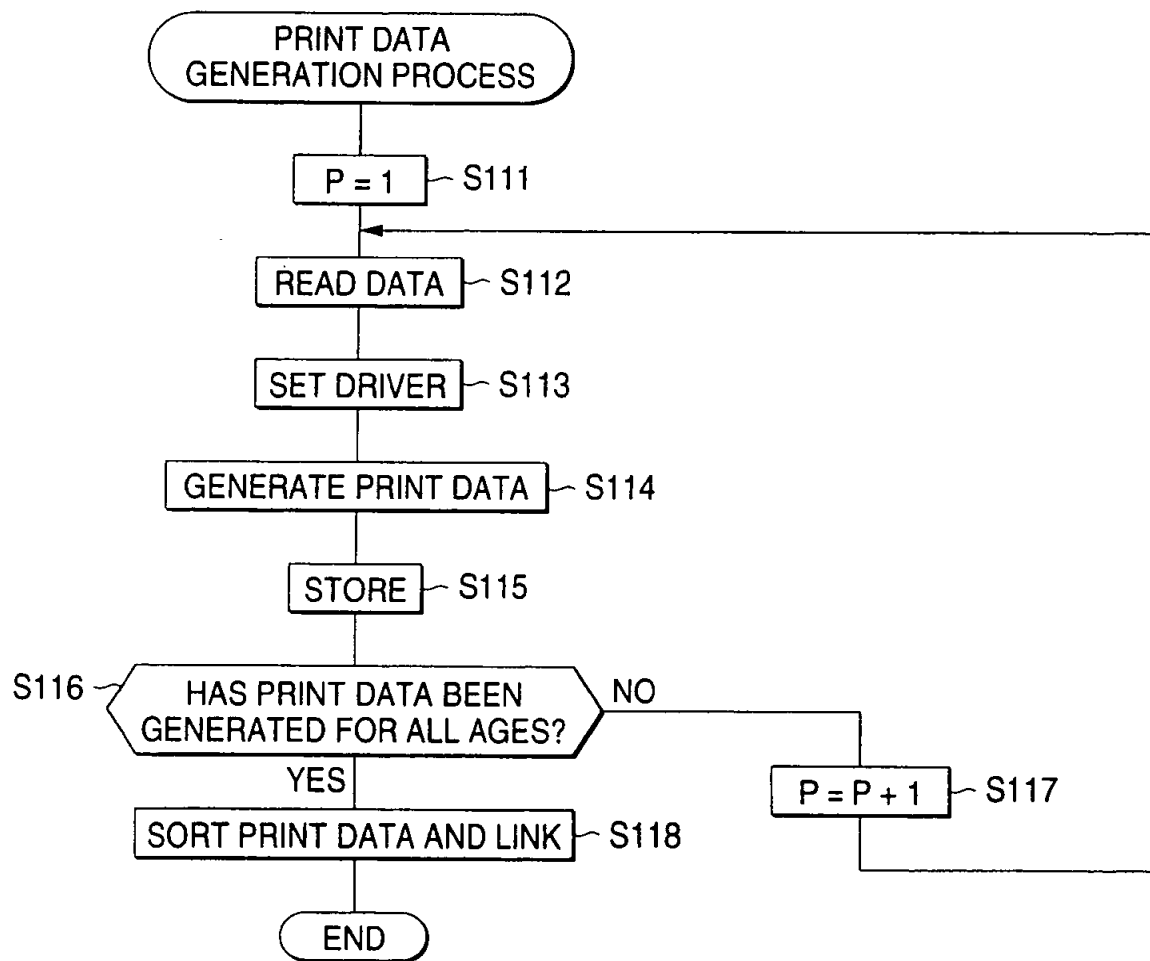 PRINT DATA
GENERATION PROCESS
P = 1
S111
READ DATA
S112
SET DRIVER
S113
GENERATE PRINT DATA
S114
STORE
S115
S116
HAS PRINT DATA BEEN
GENERATED FOR ALL AGES?
NO
YES
P = P + 1
S117
SORT PRINT DATA AND LINK
S118
END